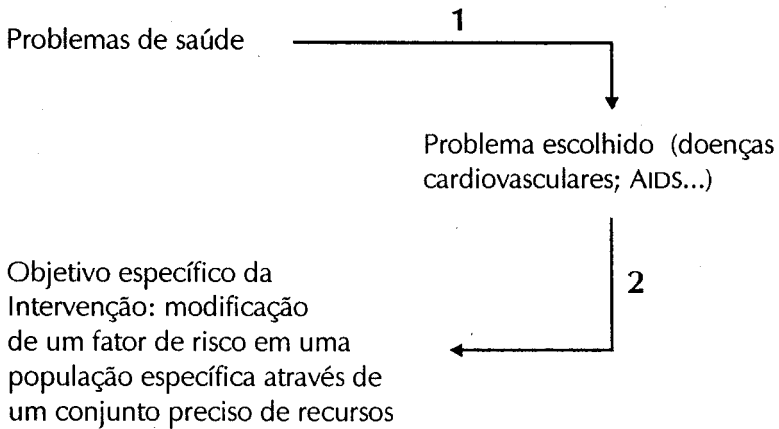 1
Problemas de saúde
Problema escolhido (doenças
cardiovasculares; AIDS...)
2
Objetivo específico da
Intervenção: modificação
de um fator de risco em uma
população específica através de
um conjunto preciso de recursos